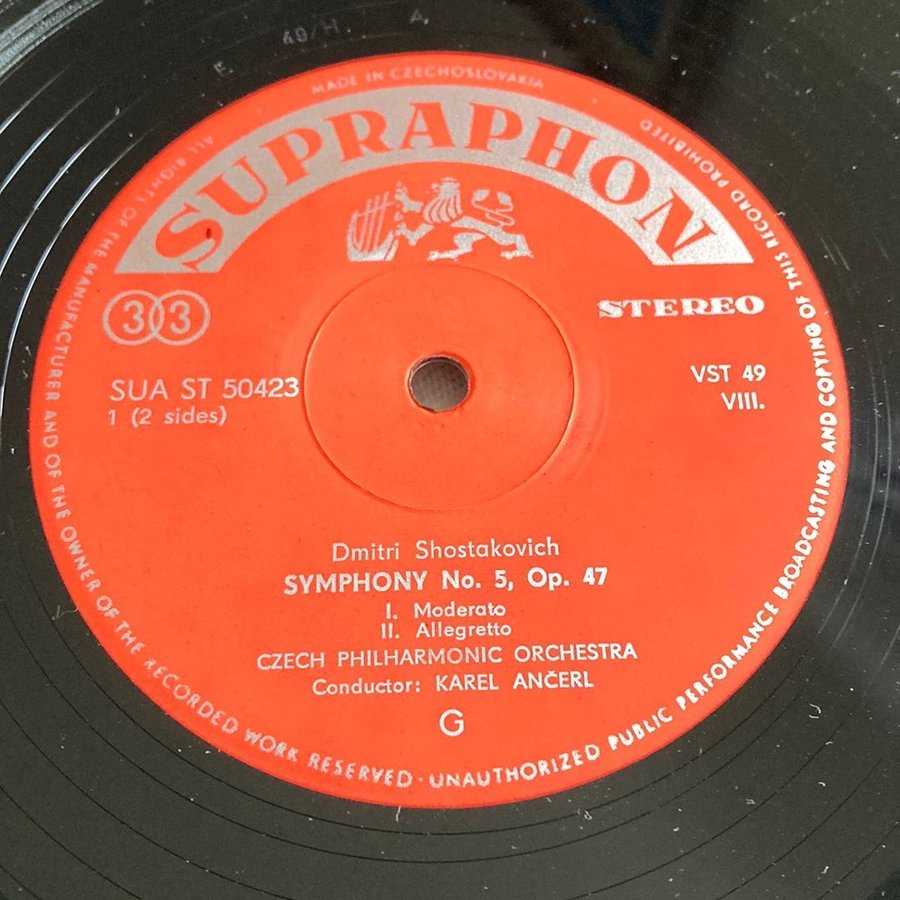 E 49/H. A
MADE IN CZECHOSLOVAKIA
SUPRAPHON
33
STEREO
SUA ST 50423
1 (2 sides)
VST 49
VIII.
Dmitri Shostakovich
SYMPHONY No. 5, Op. 47
I. Moderato
II. Allegretto
CZECH PHILHARMONIC ORCHESTRA
Conductor: KAREL ANČERL
G
ALL RIGHTS OF THE MANUFACTURER AND OF THE OWNER OF THE RECORDED WORK RESERVED · UNAUTHORIZED PUBLIC PERFORMANCE BROADCASTING AND COPYING OF THIS RECORD PROHIBITED